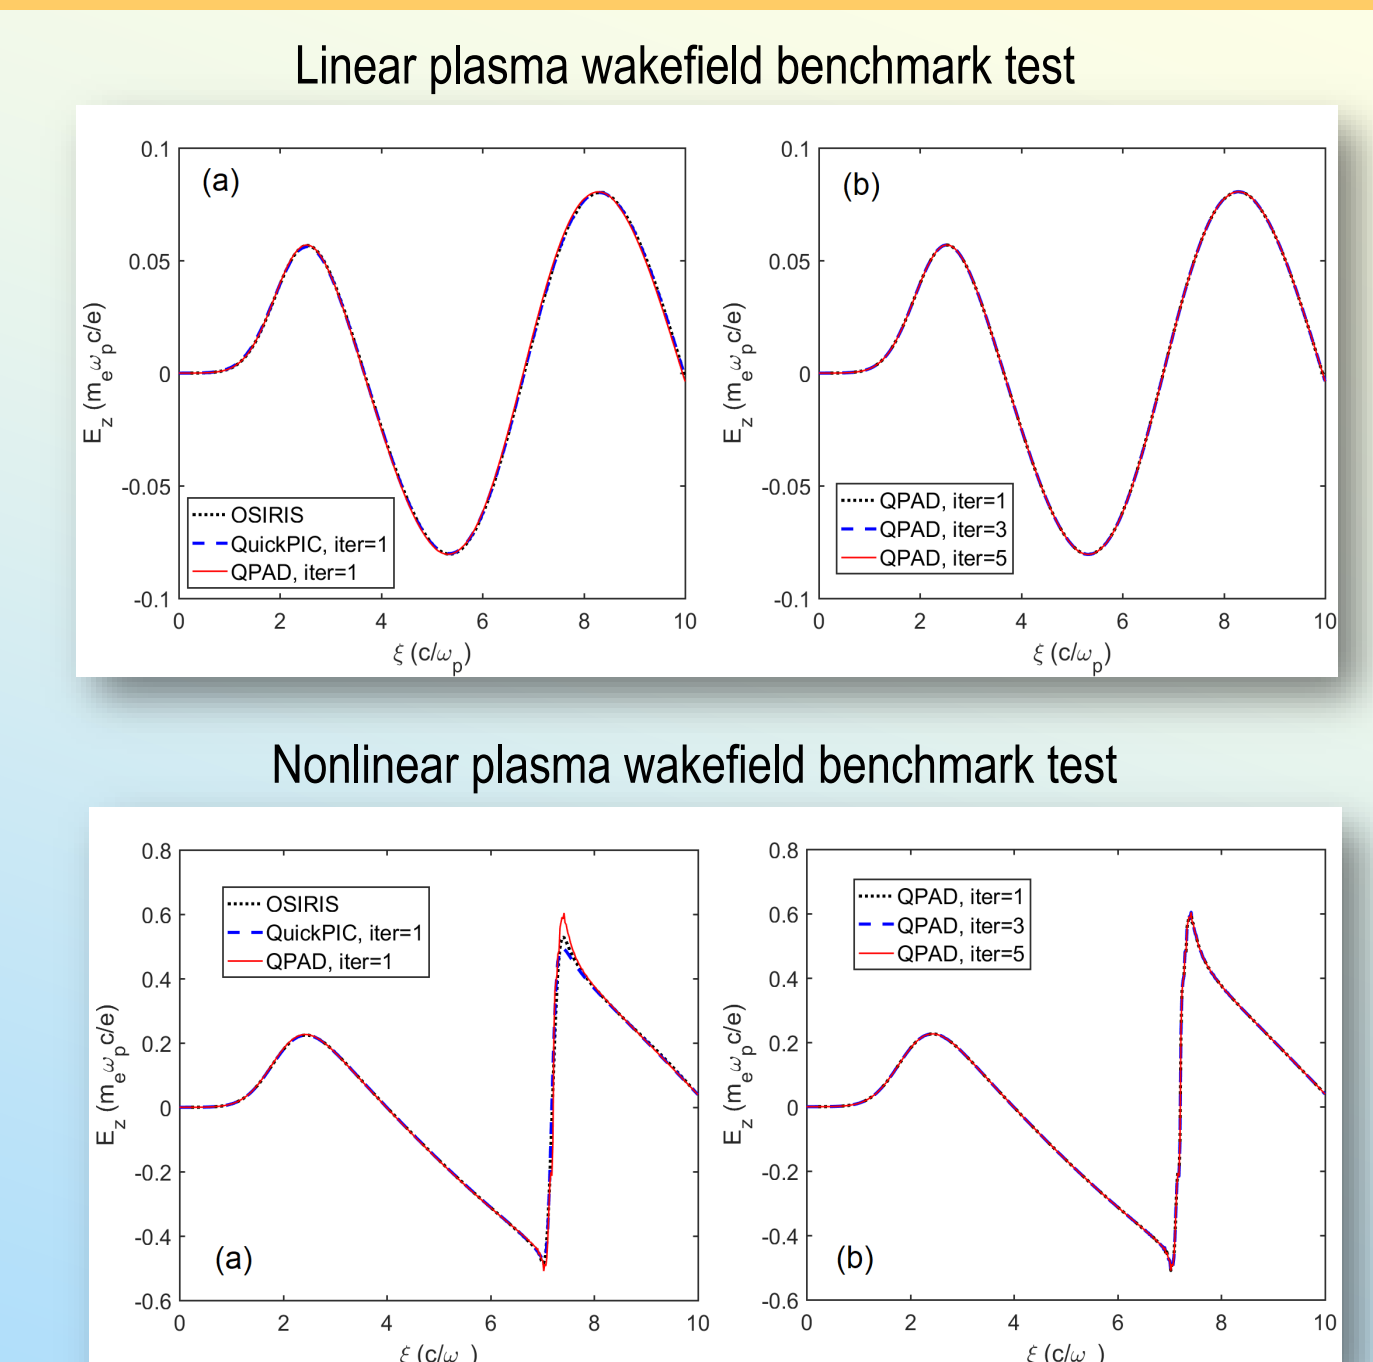 Linear plasma wakefield benchmark test
(a)
0.1
0.05
0
-0.05
-0.1
E_z (m_e ω_p c/e)
OSIRIS
QuickPIC, iter=1
QPAD, iter=1
0 2 4 6 8 10
ξ (c/ω_p)
(b)
0.1
0.05
0
-0.05
-0.1
E_z (m_e ω_p c/e)
QPAD, iter=1
QPAD, iter=3
QPAD, iter=5
0 2 4 6 8 10
ξ (c/ω_p)
Nonlinear plasma wakefield benchmark test
0.8
0.6
0.4
0.2
0
-0.2
-0.4
-0.6
E_z (m_e ω_p c/e)
OSIRIS
QuickPIC, iter=1
QPAD, iter=1
(a)
0 2 4 6 8 10
ξ (c/ω )
0.8
0.6
0.4
0.2
0
-0.2
-0.4
-0.6
E_z (m_e ω_p c/e)
QPAD, iter=1
QPAD, iter=3
QPAD, iter=5
(b)
0 2 4 6 8 10
ξ (c/ω )